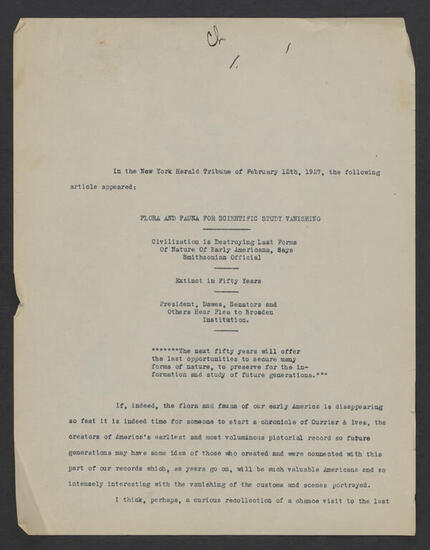 Ch
1.
1
In the New York Herald Tribune of February 12th, 1927, the following
article appeared:
FLORA AND FAUNA FOR SCIENTIFIC STUDY VANISHING
Civilization is Destroying Last Forms
Of Nature Of Early Americana, Says
Smithsonian Official
Extinct in Fifty Years
President, Dawes, Senators and
Others Hear Plea to Broaden
Institution.
"""""""The next fifty years will offer
the last opportunities to secure many
forms of nature, to preserve for the in-
formation and study of future generations."""
If, indeed, the flora and fauna of our early America is disappearing
so fast it is indeed time for someone to start a chronicle of Currier & Ives, the
creators of America's earliest and most voluminous pictorial record so future
generations may have some idea of those who created and were connected with this
part of our records which, as years go on, will be such valuable Americana and so
intensely interesting with the vanishing of the customs and scenes portrayed.
I think, perhaps, a curious recollection of a chance visit to the last